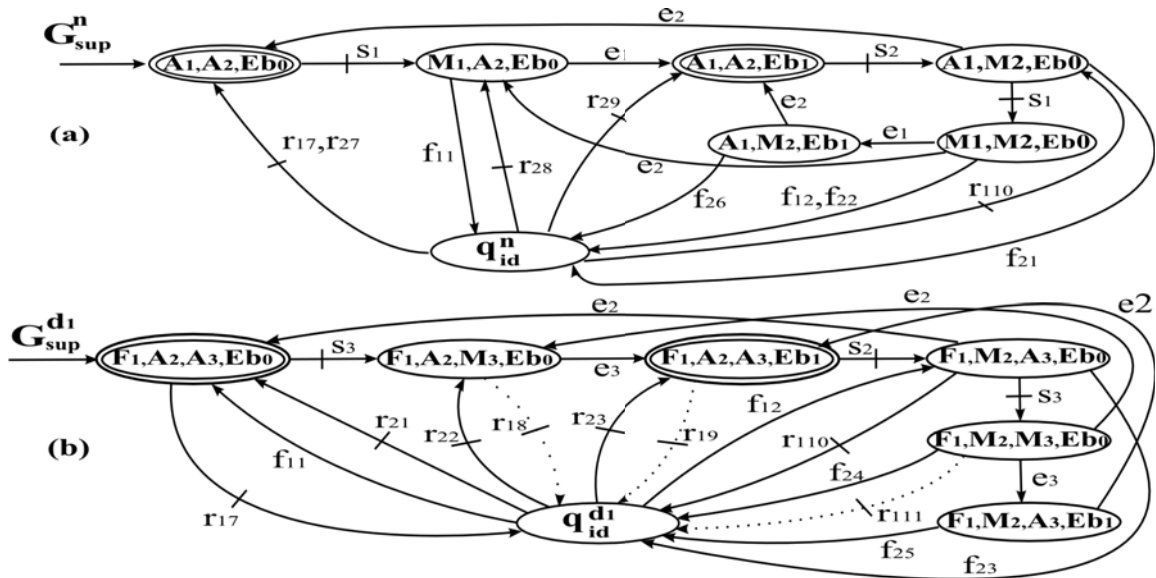 e2
G^n_sup
A1,A2,Eb0
s1
M1,A2,Eb0
e1
A1,A2,Eb1
s2
A1,M2,Eb0
(a)
r17,r27
f11
r28
r29
e2
s1
A1,M2,Eb1
e1
M1,M2,Eb0
e2
f26
f12,f22
r110
q^n_id
f21
G^d1_sup
e2
e2
e2
F1,A2,A3,Eb0
s3
F1,A2,M3,Eb0
e3
F1,A2,A3,Eb1
s2
F1,M2,A3,Eb0
(b)
r21
r22
r18
r23
r19
f12
r110
s3
F1,M2,M3,Eb0
f11
f24
e3
r17
q^d1_id
r111
F1,M2,A3,Eb1
f25
f23